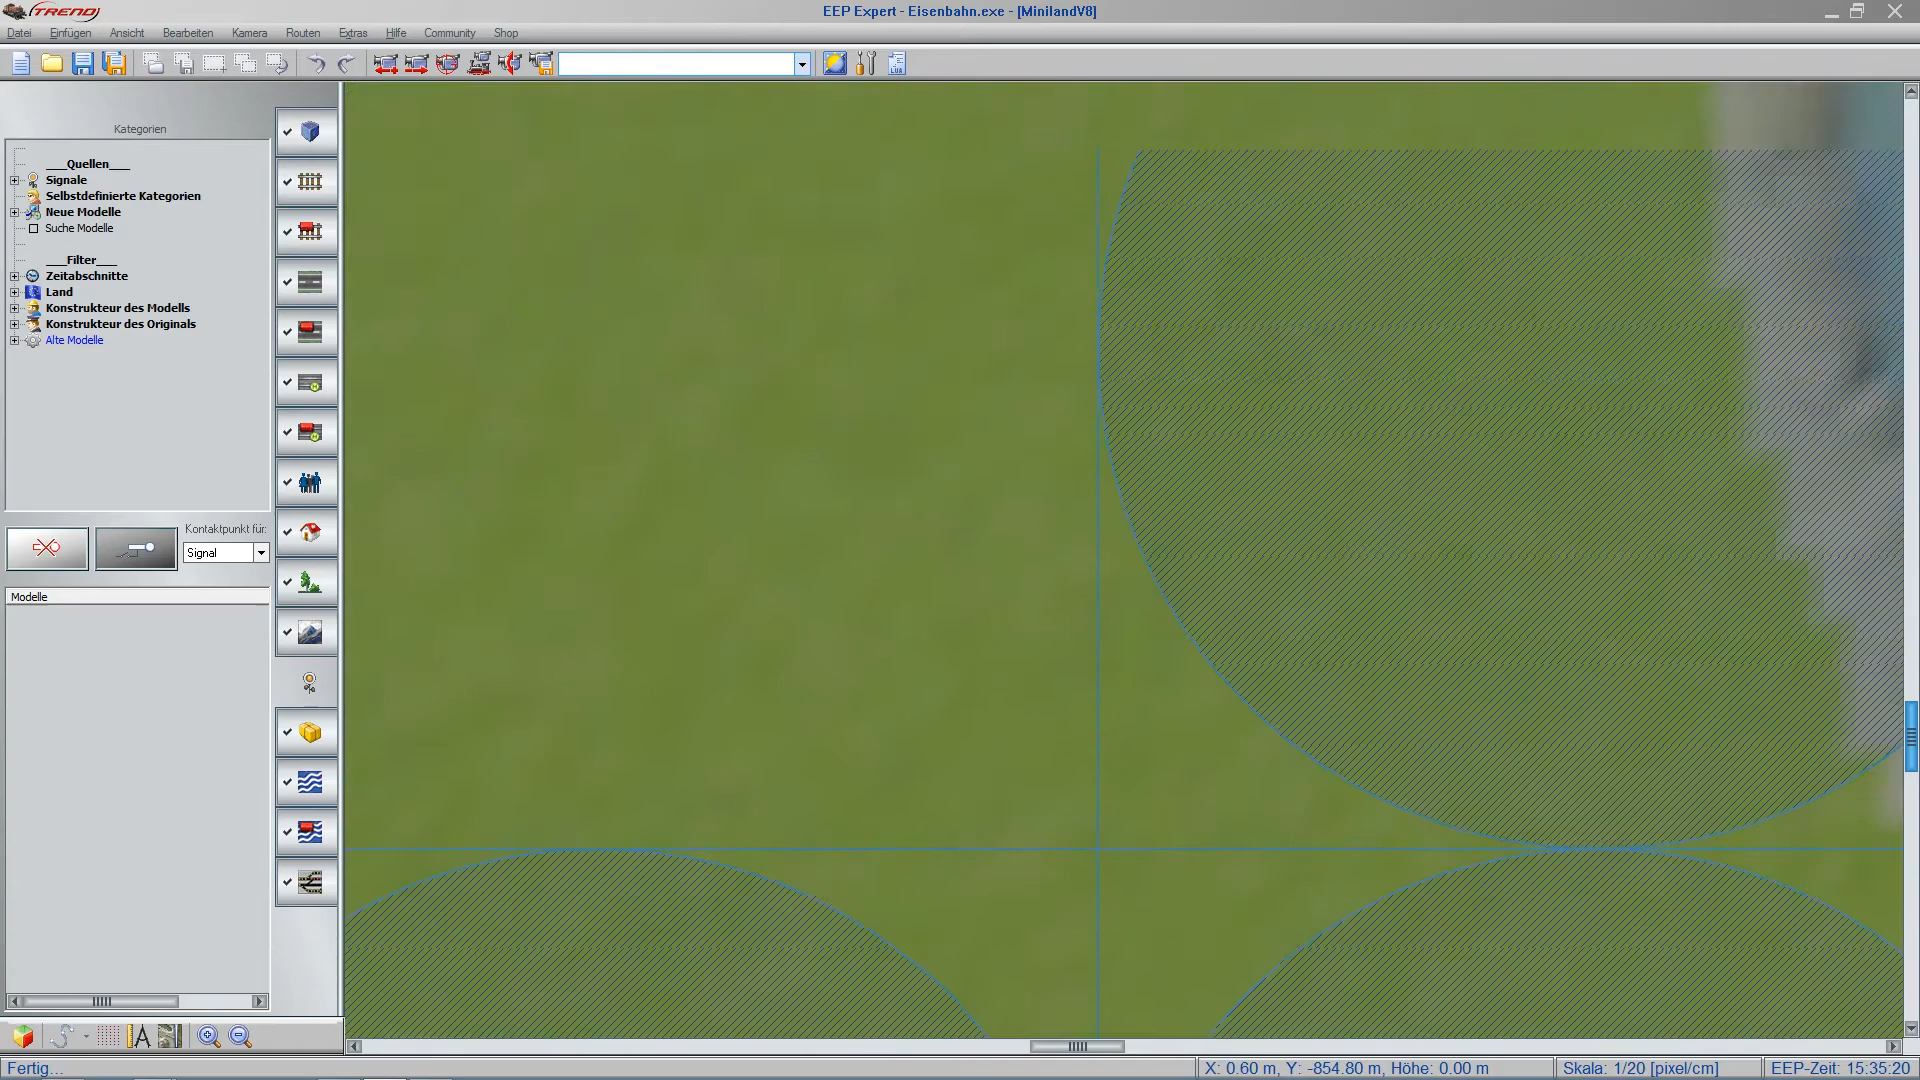 TREND
EEP Expert - Eisenbahn.exe - [MinilandV8]
Datei Einfügen Ansicht Bearbeiten Kamera Routen Extras Hilfe Community Shop
LUA
Kategorien
___Quellen___
Signale
Selbstdefinierte Kategorien
Neue Modelle
Suche Modelle
___Filter___
Zeitabschnitte
Land
Konstrukteur des Modells
Konstrukteur des Originals
Alte Modelle
Kontaktpunkt für:
Signal
Modelle
Fertig...
X: 0.60 m, Y: -854.80 m, Höhe: 0.00 m
Skala: 1/20 [pixel/cm]
EEP-Zeit: 15:35:20